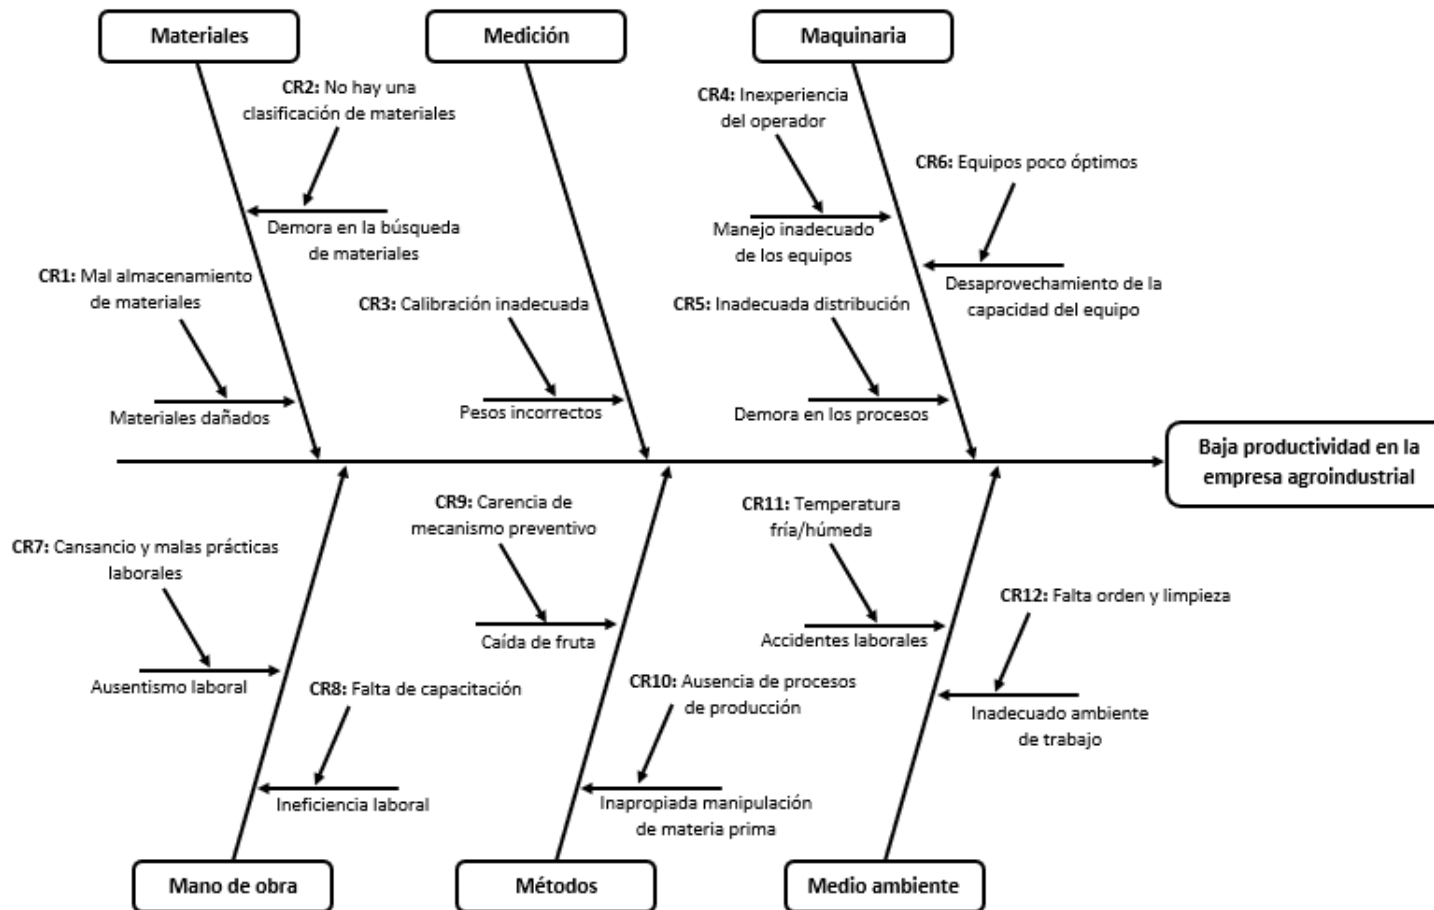 Materiales
Medición
Maquinaria
CR2: No hay una
clasificación de materiales
CR4: Inexperiencia
del operador
CR6: Equipos poco óptimos
Demora en la búsqueda
de materiales
Manejo inadecuado
de los equipos
CR1: Mal almacenamiento
de materiales
CR3: Calibración inadecuada
CR5: Inadecuada distribución
Desaprovechamiento de la
capacidad del equipo
Materiales dañados
Pesos incorrectos
Demora en los procesos
Baja productividad en la
empresa agroindustrial
CR7: Cansancio y malas prácticas
laborales
CR9: Carencia de
mecanismo preventivo
CR11: Temperatura
fría/húmeda
CR12: Falta orden y limpieza
Caída de fruta
Accidentes laborales
Ausentismo laboral
CR8: Falta de capacitación
CR10: Ausencia de procesos
de producción
Inadecuado ambiente
de trabajo
Ineficiencia laboral
Inapropiada manipulación
de materia prima
Mano de obra
Métodos
Medio ambiente